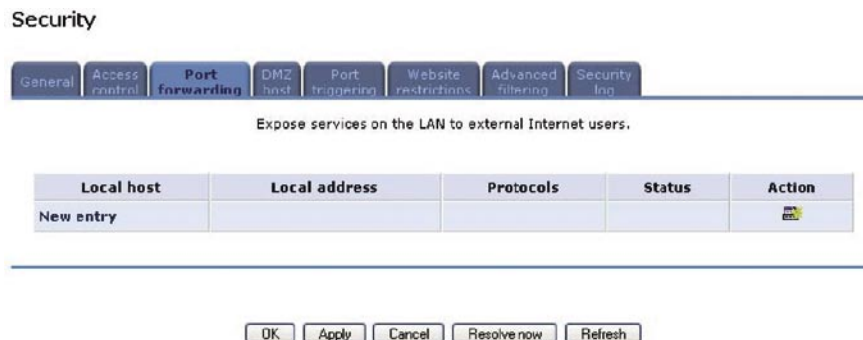 Security
General
Access control
Port forwarding
DMZ host
Port triggering
Website restrictions
Advanced filtering
Security log
Expose services on the LAN to external Internet users.
Local host Local address Protocols Status Action
New entry
OK Apply Cancel Resolve now Refresh